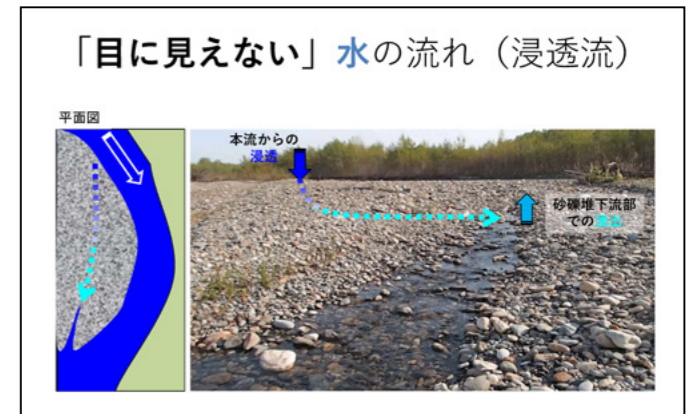 「目に見えない」水の流れ（浸透流）
平面図
本流からの
浸透
砂礫堆下流部
での湧出